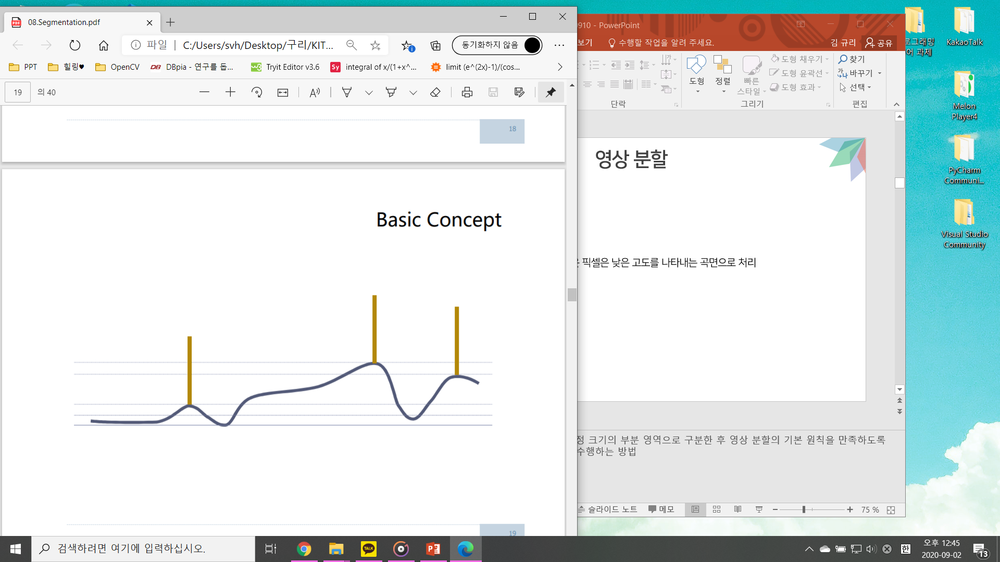 08.Segmentation.pdf
파일
C:/Users/svh/Desktop/구리/KIT...
동기화하지 않음
PPT
힐링♥
OpenCV
DBpia - 연구를 돕...
Tryit Editor v3.6
integral of x/(1+x^...
limit (e^(2x)-1)/(cos...
19
의 40
18
Basic Concept
19
910 - PowerPoint
보기
수행할 작업을 알려 주세요.
김 규리
공유
도형
정렬
빠른
스타일
도형 채우기
도형 윤곽선
도형 효과
찾기
바꾸기
선택
단락
그리기
편집
영상 분할
픽셀은 낮은 고도를 나타내는 곡면으로 처리
정 크기의 부분 영역으로 구분한 후 영상 분할의 기본 원칙을 만족하도록
수행하는 방법
슬라이드 노트
메모
75 %
로그래밍
어 과제
KakaoTalk
Melon
Player4
PyCharm
Communi...
Visual Studio
Community
검색하려면 여기에 입력하십시오.
TALK
한
오후 12:45
2020-09-02
13